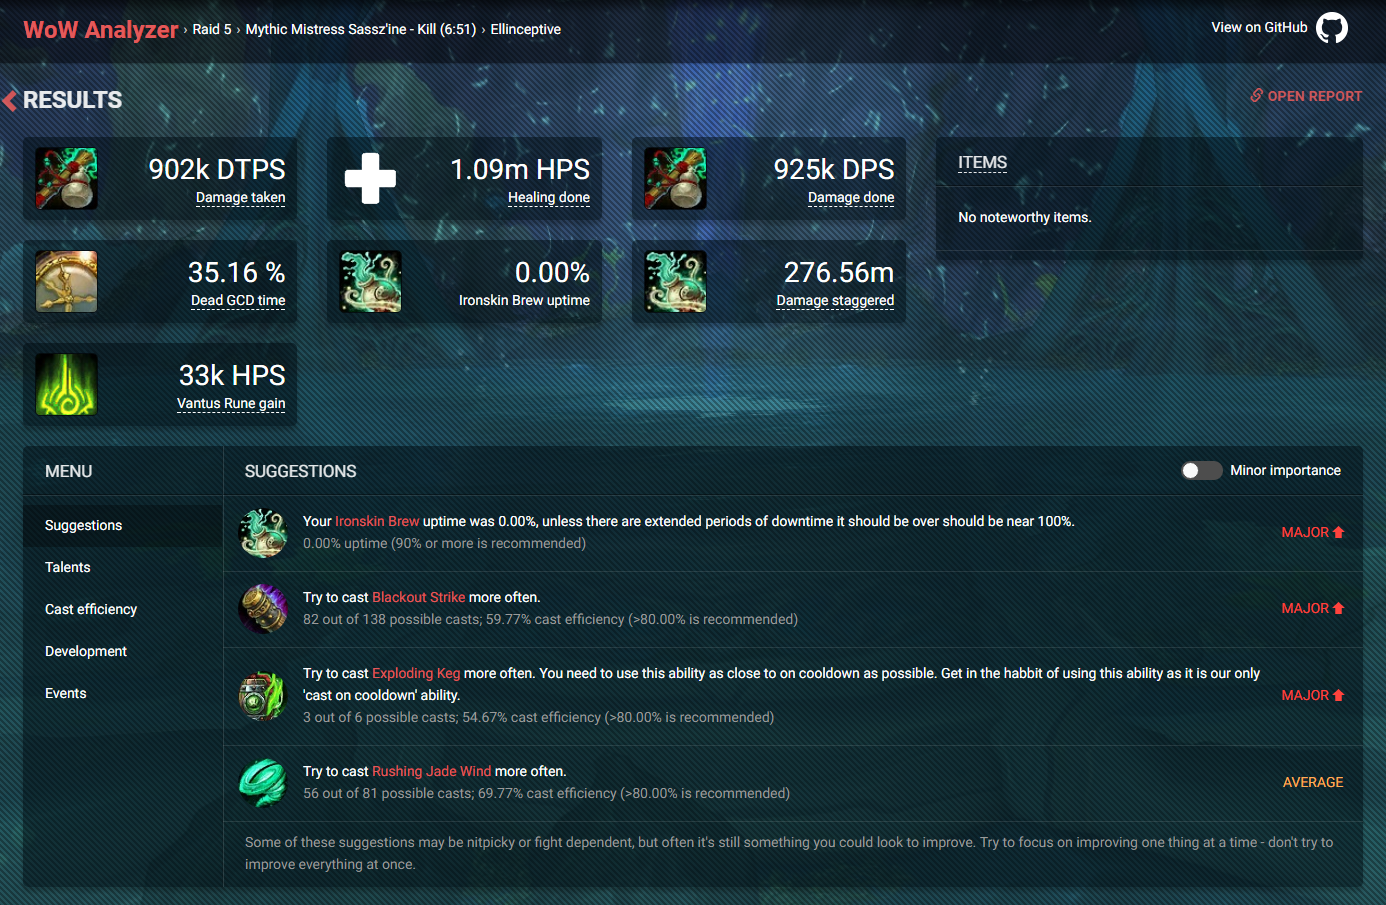 WoW Analyzer › Raid 5 › Mythic Mistress Sassz'ine - Kill (6:51) › Ellinceptive
View on GitHub
RESULTS
OPEN REPORT
902k DTPS
Damage taken
1.09m HPS
Healing done
925k DPS
Damage done
ITEMS
No noteworthy items.
35.16 %
Dead GCD time
0.00%
Ironskin Brew uptime
276.56m
Damage staggered
33k HPS
Vantus Rune gain
MENU
Suggestions
Talents
Cast efficiency
Development
Events
SUGGESTIONS
Minor importance
Your Ironskin Brew uptime was 0.00%, unless there are extended periods of downtime it should be over should be near 100%.
0.00% uptime (90% or more is recommended)
MAJOR
Try to cast Blackout Strike more often.
82 out of 138 possible casts; 59.77% cast efficiency (>80.00% is recommended)
MAJOR
Try to cast Exploding Keg more often. You need to use this ability as close to on cooldown as possible. Get in the habbit of using this ability as it is our only
'cast on cooldown' ability.
3 out of 6 possible casts; 54.67% cast efficiency (>80.00% is recommended)
MAJOR
Try to cast Rushing Jade Wind more often.
56 out of 81 possible casts; 69.77% cast efficiency (>80.00% is recommended)
AVERAGE
Some of these suggestions may be nitpicky or fight dependent, but often it's still something you could look to improve. Try to focus on improving one thing at a time - don't try to
improve everything at once.